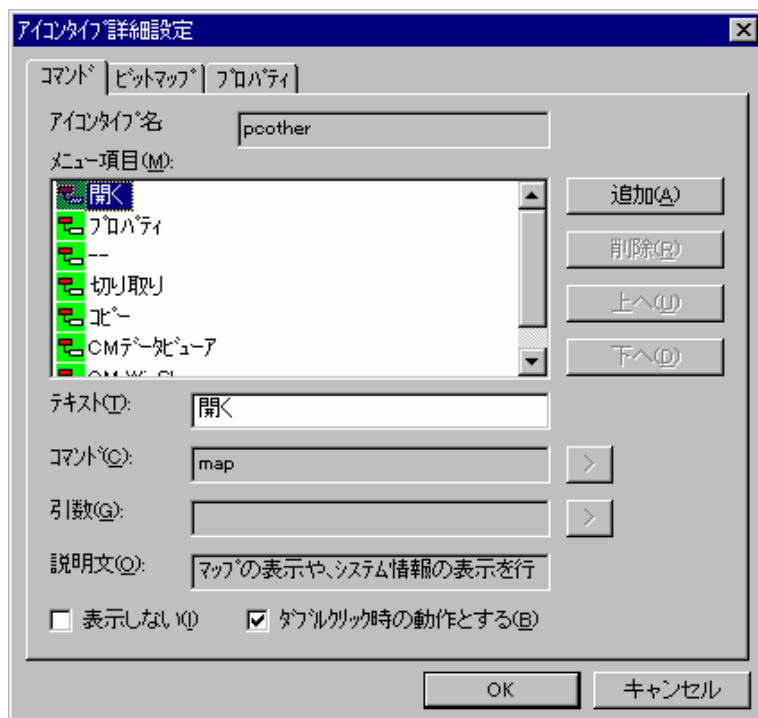 アイコンタイプ詳細設定
コマンド ビットマップ プロパティ
アイコンタイプ名 pcother
メニュー項目(M):
開く
プロパティ
--
切り取り
コピー
CMデータビューア
追加(A)
削除(R)
上へ(U)
下へ(D)
テキスト(T): 開く
コマンド(C): map >
引数(G): >
説明文(O): マップの表示や、システム情報の表示を行
表示しない(I) ダブルクリック時の動作とする(B)
OK キャンセル